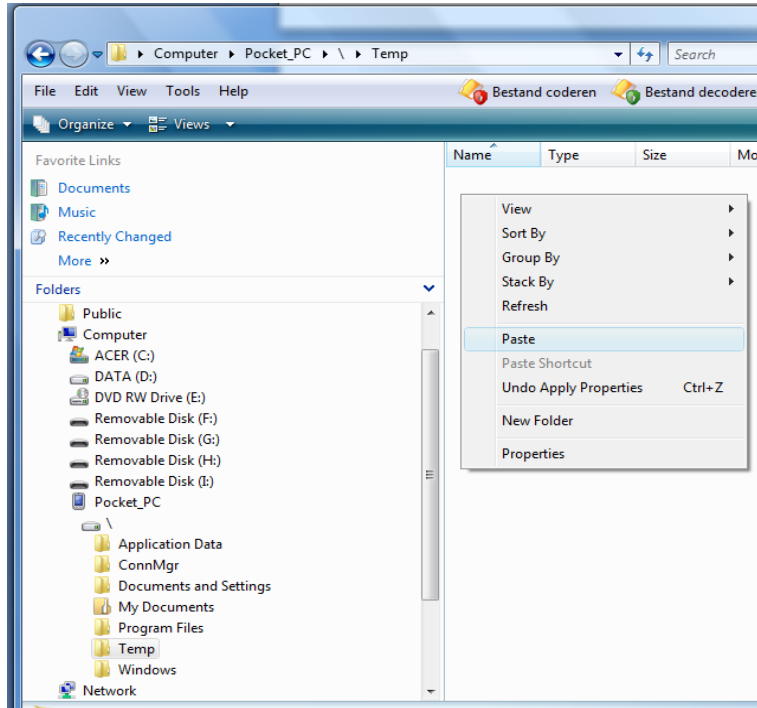 Computer Pocket_PC \ Temp Search
File Edit View Tools Help Bestand coderen Bestand decodere
Organize Views
Favorite Links
Documents
Music
Recently Changed
More »
Folders
Public
Computer
ACER (C:)
DATA (D:)
DVD RW Drive (E:)
Removable Disk (F:)
Removable Disk (G:)
Removable Disk (H:)
Removable Disk (I:)
Pocket_PC
\
Application Data
ConnMgr
Documents and Settings
My Documents
Program Files
Temp
Windows
Network
Name Type Size Mo
View
Sort By
Group By
Stack By
Refresh
Paste
Paste Shortcut
Undo Apply Properties Ctrl+Z
New Folder
Properties